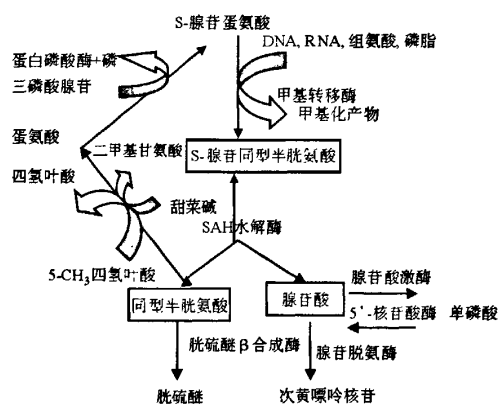 S-腺苷蛋氨酸
DNA, RNA, 组氨酸, 磷脂
蛋白磷酸酶+磷
三磷酸腺苷
甲基转移酶
甲基化产物
蛋氨酸
二甲基甘氨酸
S-腺苷同型半胱氨酸
四氢叶酸
甜菜碱
SAH水解酶
5-CH3四氢叶酸
同型半胱氨酸
腺苷酸
腺苷酸激酶
5'-核苷酸酶 单磷酸
胱硫醚β合成酶
腺苷脱氨酶
胱硫醚
次黄嘌呤核苷